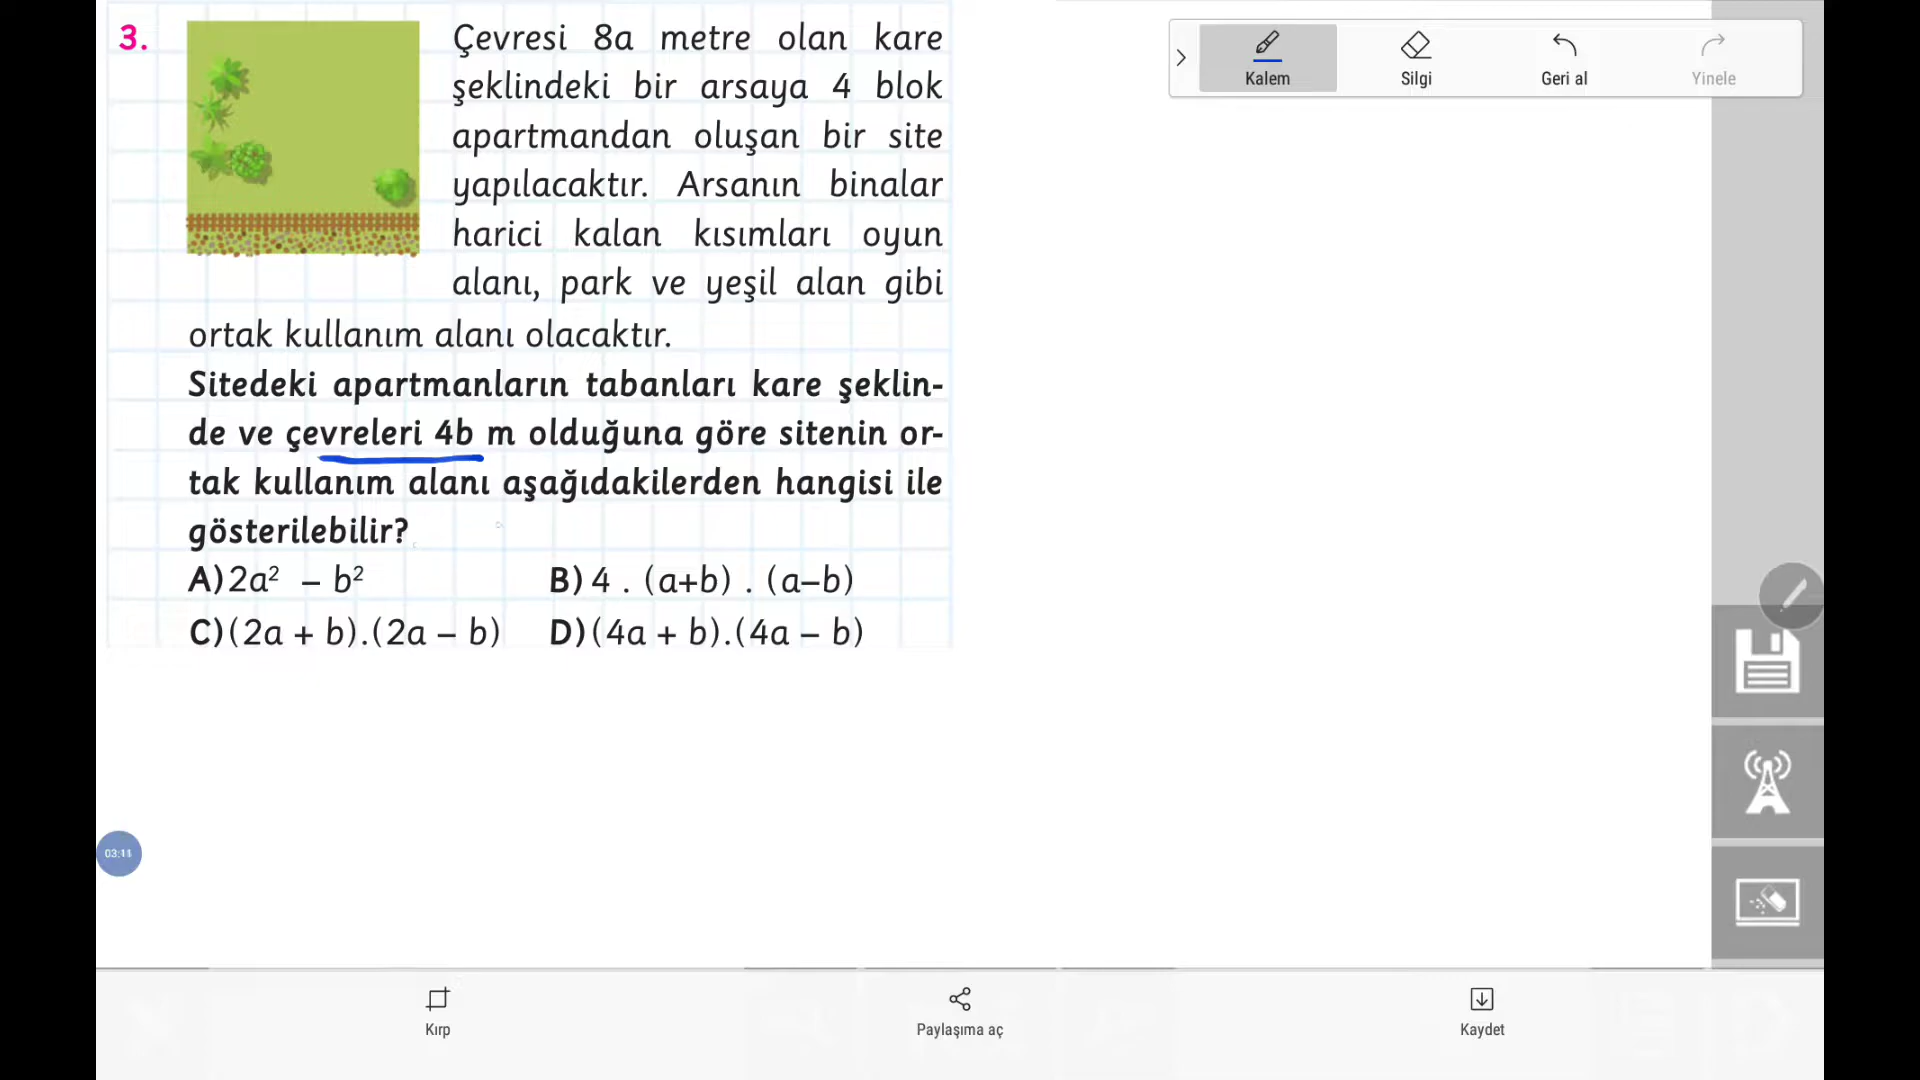 3.
Çevresi 8a metre olan kare
şeklindeki bir arsaya 4 blok
apartmandan oluşan bir site
yapılacaktır. Arsanın binalar
harici kalan kısımları oyun
alanı, park ve yeşil alan gibi
ortak kullanım alanı olacaktır.
Sitedeki apartmanların tabanları kare şeklin-
de ve çevreleri 4b m olduğuna göre sitenin or-
tak kullanım alanı aşağıdakilerden hangisi ile
gösterilebilir?
A) 2a² – b² B) 4 . (a+b) . (a–b)
C) (2a + b).(2a – b) D) (4a + b).(4a – b)
Kalem Silgi Geri al Yinele
03:11
Kırp Paylaşıma aç Kaydet